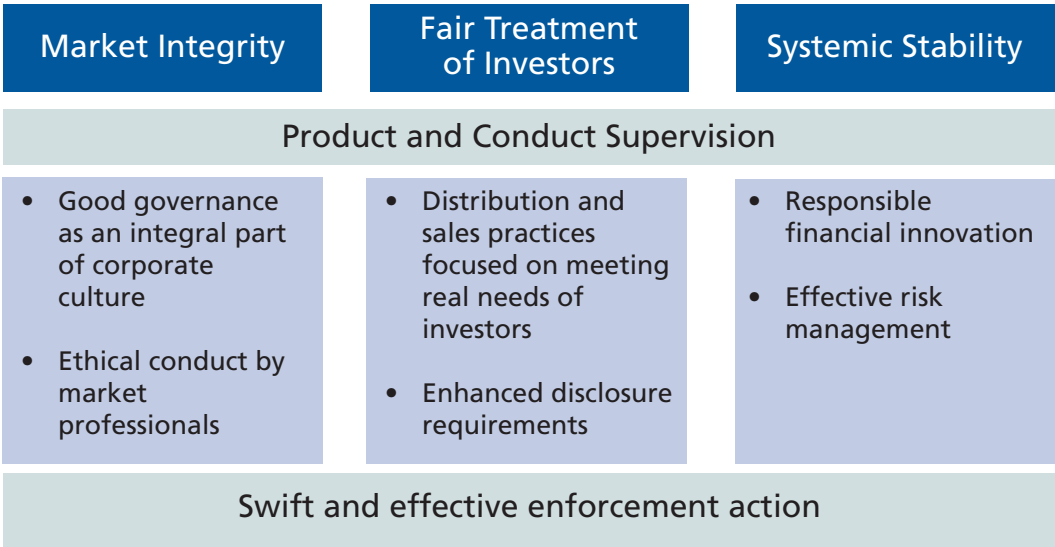 Market Integrity
Fair Treatment
of Investors
Systemic Stability
Product and Conduct Supervision
• Good governance
as an integral part
of corporate
culture
• Ethical conduct by
market
professionals
• Distribution and
sales practices
focused on meeting
real needs of
investors
• Enhanced disclosure
requirements
• Responsible
financial innovation
• Effective risk
management
Swift and effective enforcement action